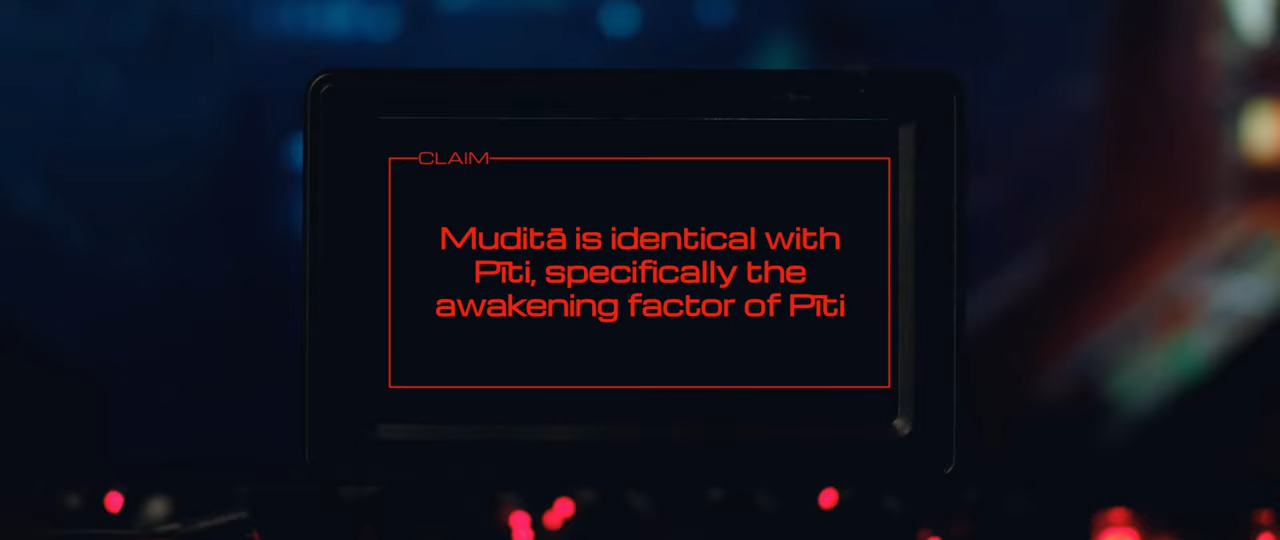 CLAIM
Muditā is identical with
Pīti, specifically the
awakening factor of Pīti